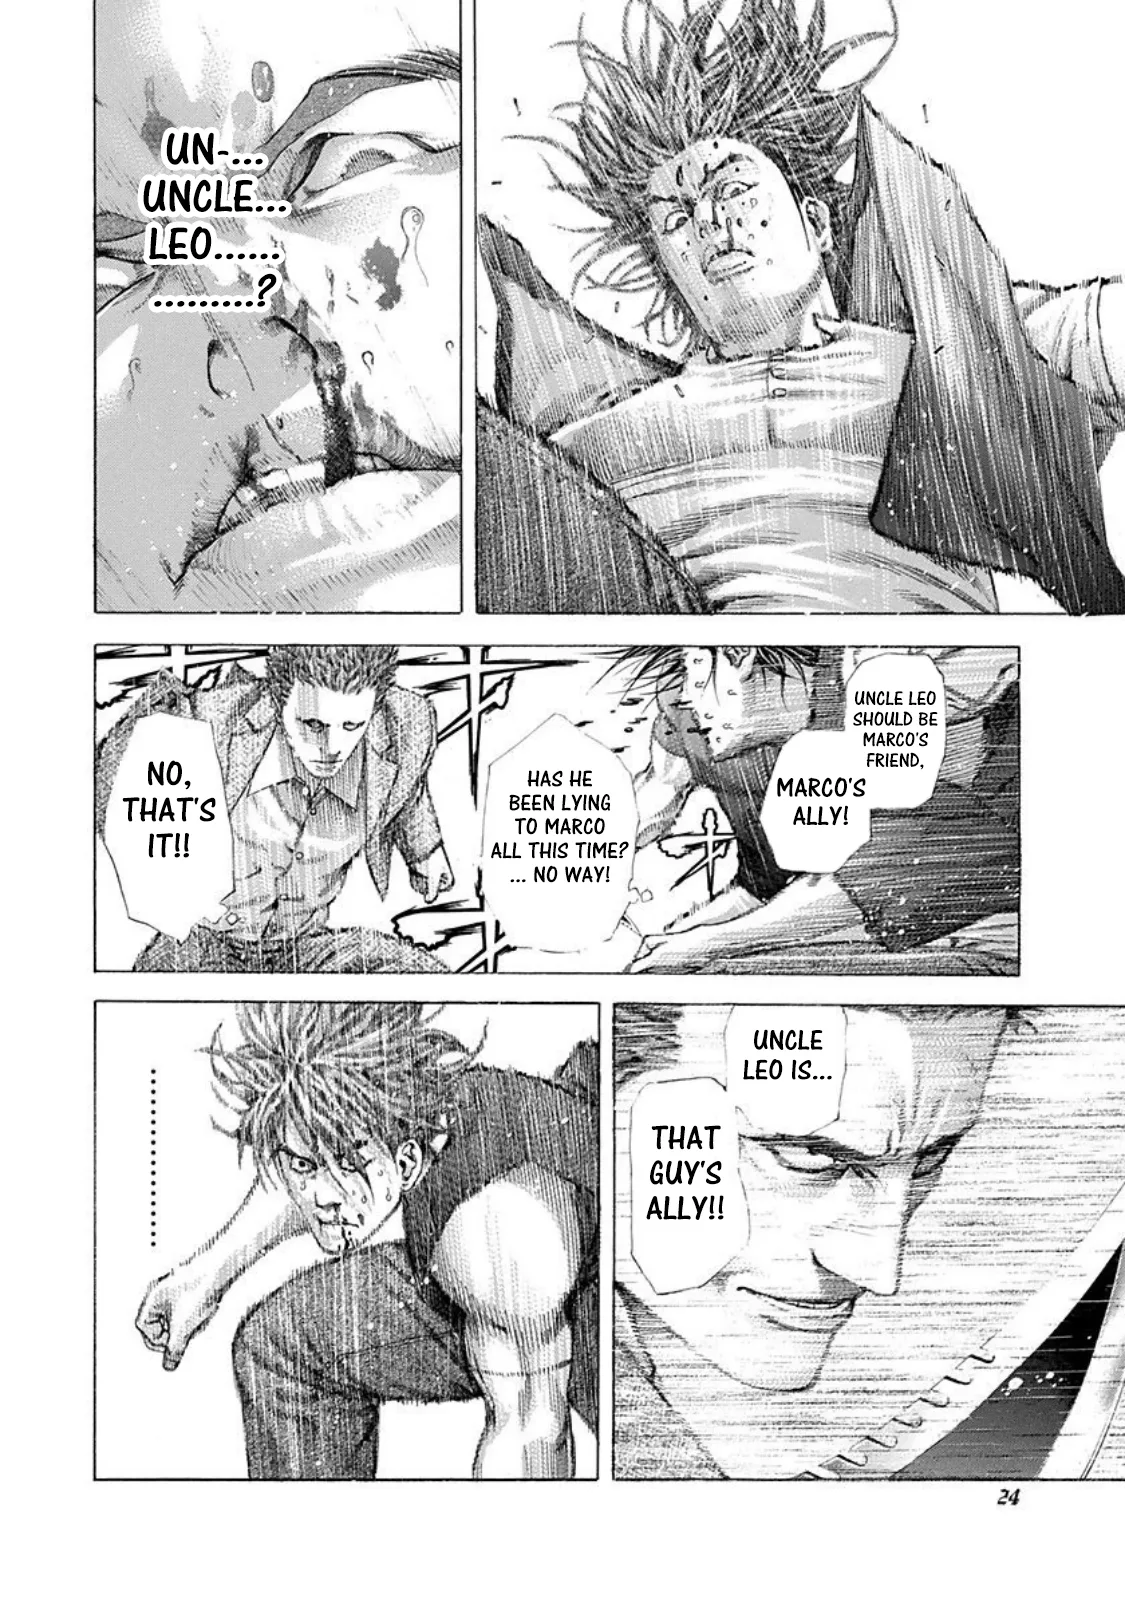 UN-...
UNCLE...
LEO......
.........?
UNCLE LEO
SHOULD BE
MARCO'S
FRIEND,
MARCO'S
ALLY!
HAS HE
BEEN LYING
TO MARCO
ALL THIS TIME?
... NO WAY!
NO,
THAT'S
IT!!
UNCLE
LEO IS...
THAT
GUY'S
ALLY!!
24